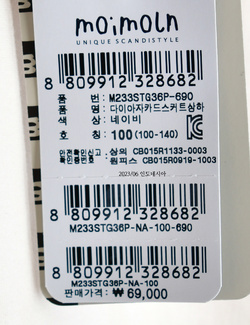 moimoln
UNIQUE SCANDISTYLE
8 809912 328682
품 번: M233STG36P-690
품 명: 다이아자카드스커트상하
색 상: 네이비
호 칭: 100 (100-140)
안전확인신고 상의 CB015R1133-0003
확인증번호 원피스 CB015R0919-1003
2023/06 인도네시아
8 809912 328682
M233STG36P-NA-100-690
8 809912 328682
M233STG36P-NA-100
판매가격: ₩ 69,000